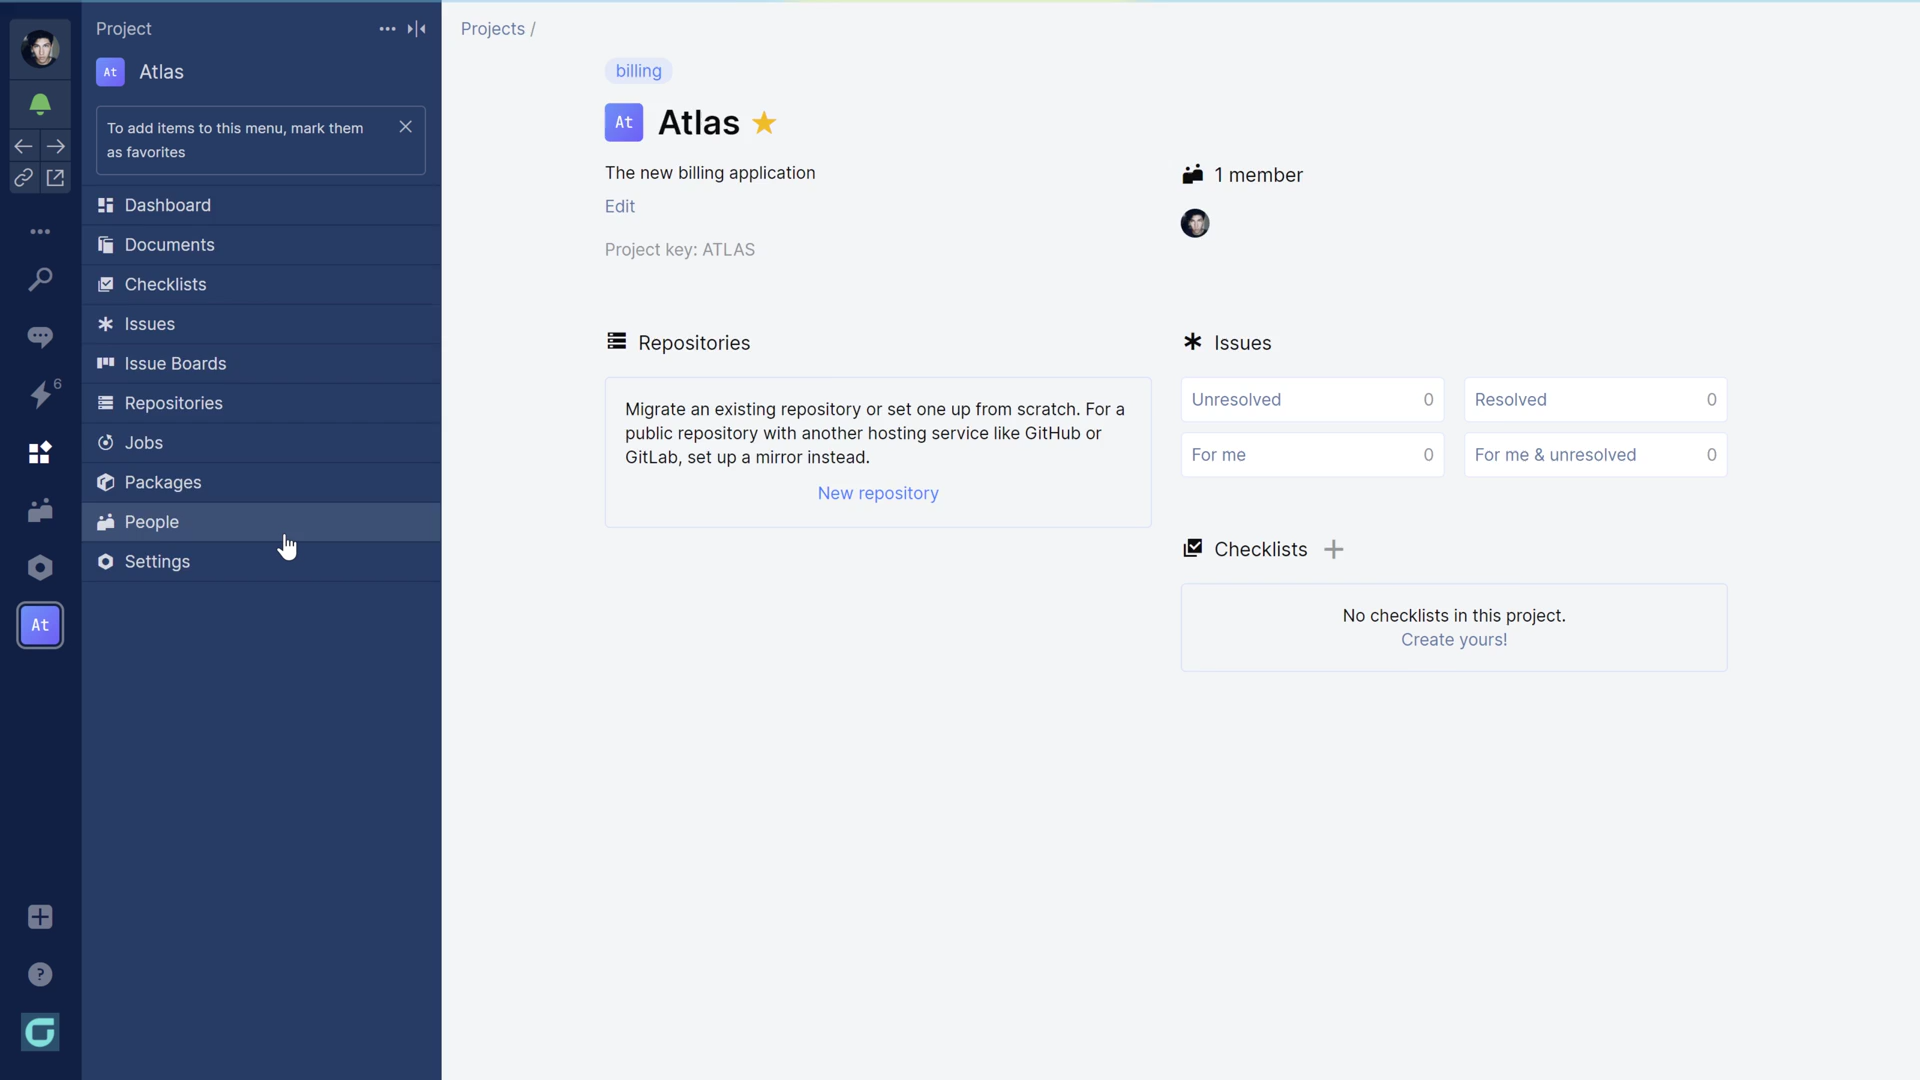 Project
At Atlas
To add items to this menu, mark them
as favorites
6
Dashboard
Documents
Checklists
Issues
Issue Boards
Repositories
Jobs
Packages
People
Settings
At
?
Projects /
billing
At Atlas
The new billing application
Edit
Project key: ATLAS
1 member
Repositories
Migrate an existing repository or set one up from scratch. For a
public repository with another hosting service like GitHub or
GitLab, set up a mirror instead.
New repository
Issues
Unresolved 0
Resolved 0
For me 0
For me & unresolved 0
Checklists
No checklists in this project.
Create yours!